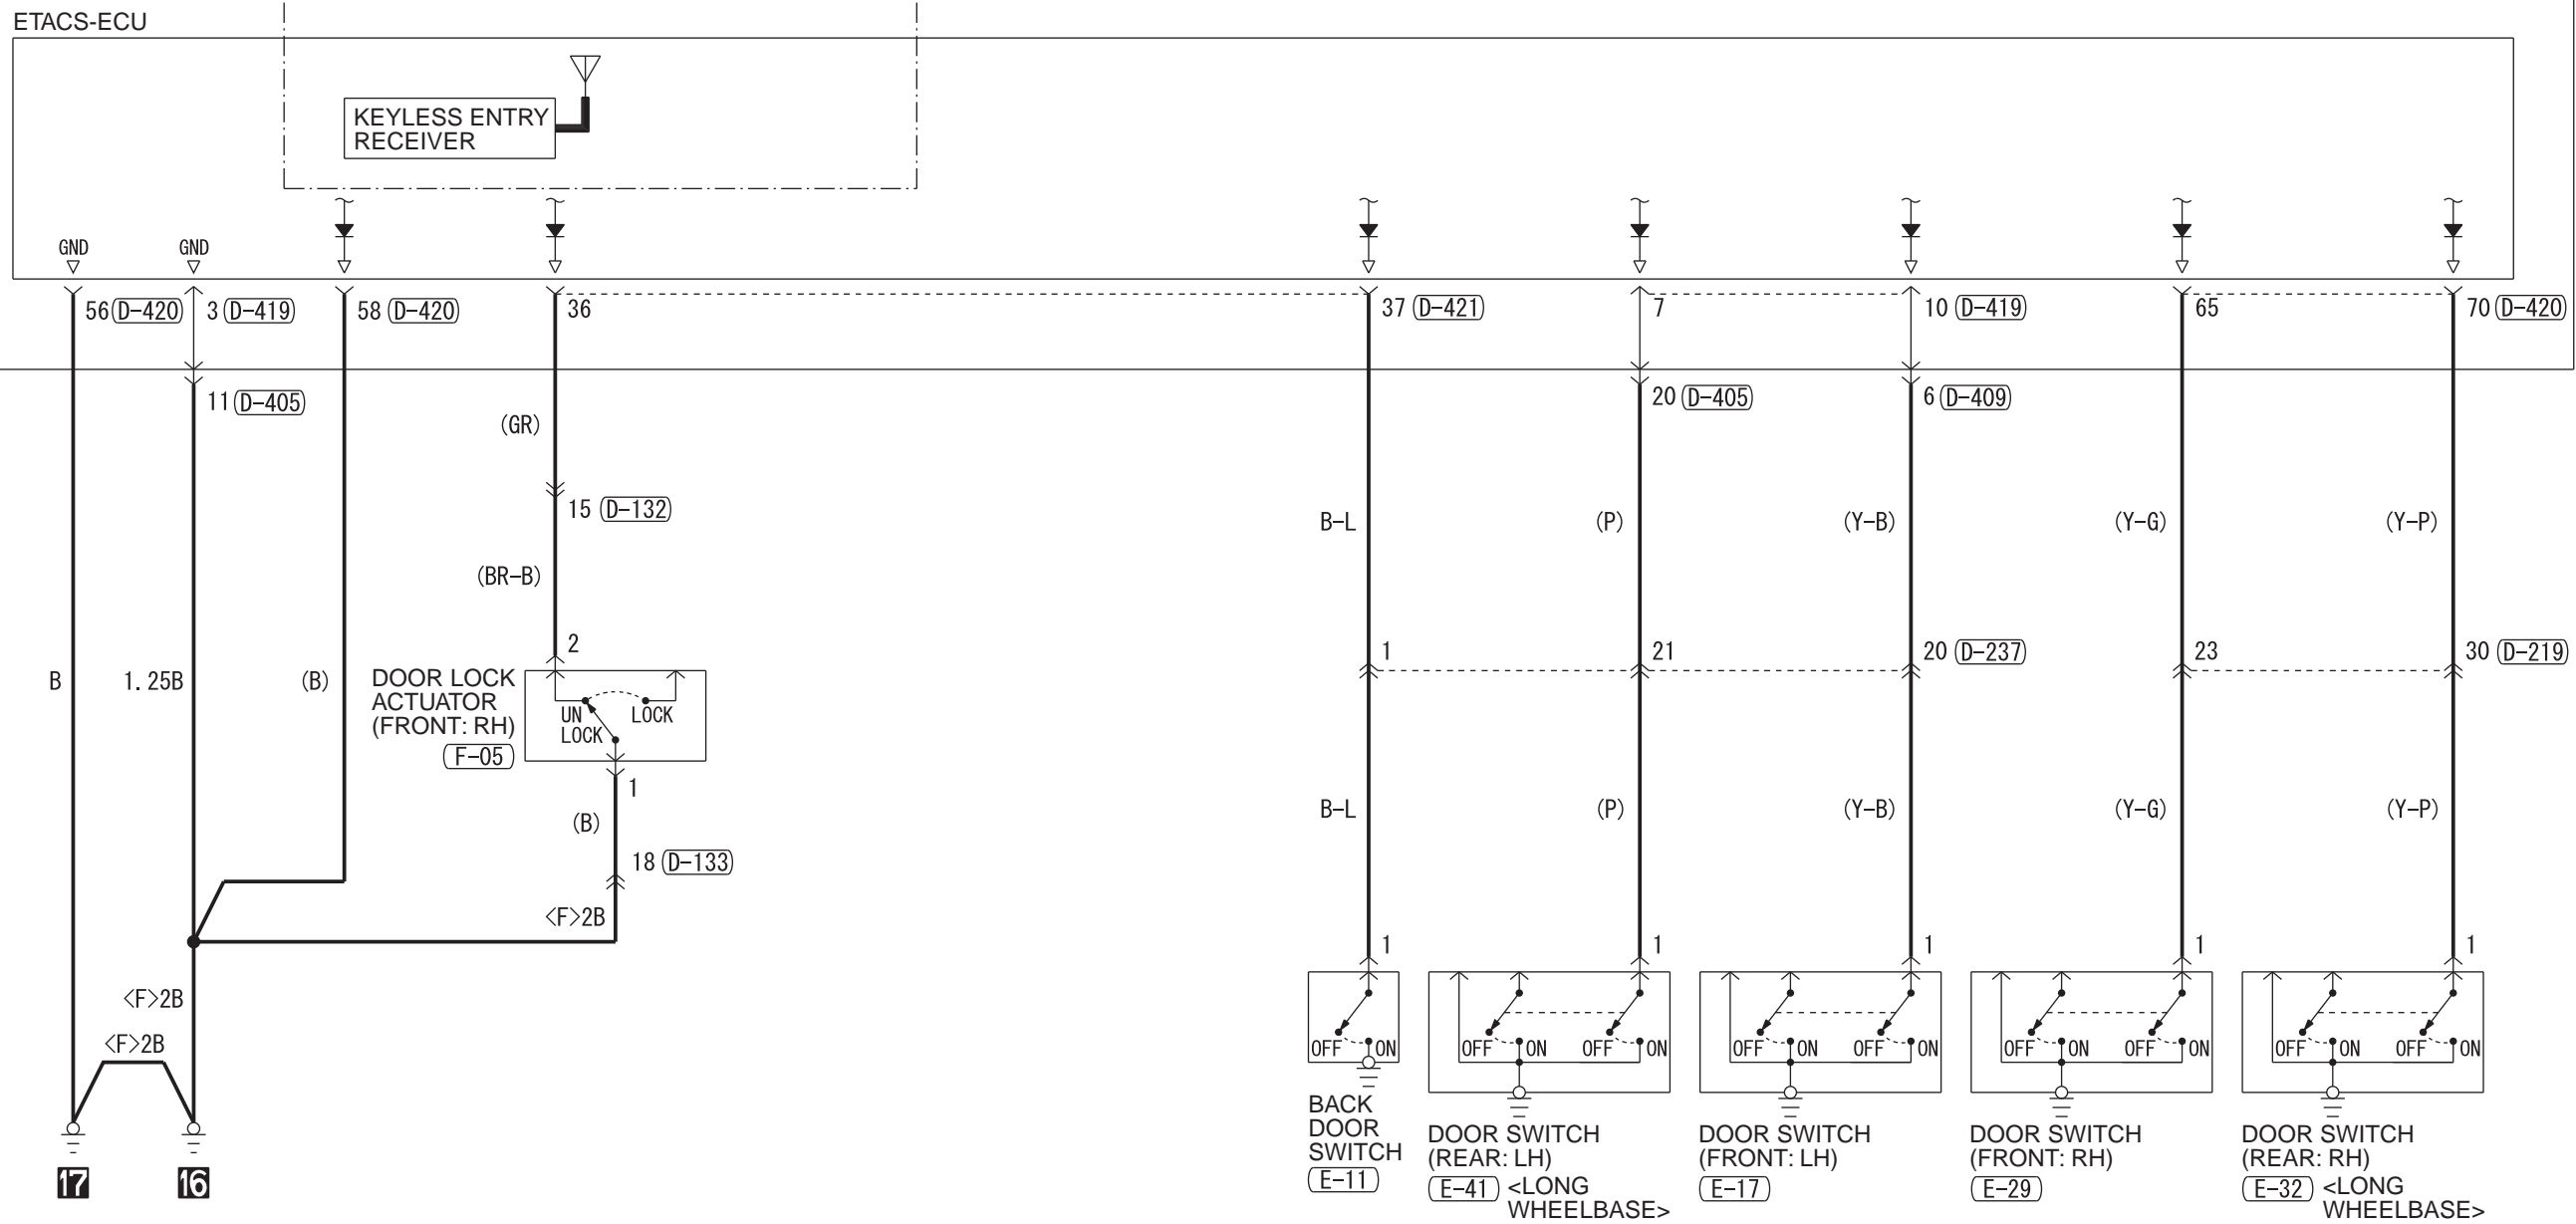 ETACS-ECU
KEYLESS ENTRY
RECEIVER
GND GND
56 D-420 3 D-419 58 D-420 36 37 D-421 7 10 D-419 65 70 D-420
11 D-405 20 D-405 6 D-409
(GR)
15 D-132
B-L (P) (Y-B) (Y-G) (Y-P)
(BR-B)
2
1 21 20 D-237 23 30 D-219
B 1.25B (B)
DOOR LOCK
ACTUATOR
(FRONT: RH)
F-05
UN
LOCK
LOCK
1
(B)
B-L (P) (Y-B) (Y-G) (Y-P)
18 D-133
<F>2B
1 1 1 1 1
<F>2B
<F>2B
OFF ON OFF ON OFF ON OFF ON OFF ON OFF ON OFF ON OFF ON OFF ON
17 16
BACK
DOOR
SWITCH
E-11
DOOR SWITCH
(REAR: LH)
E-41 <LONG
WHEELBASE>
DOOR SWITCH
(FRONT: LH)
E-17
DOOR SWITCH
(FRONT: RH)
E-29
DOOR SWITCH
(REAR: RH)
E-32 <LONG
WHEELBASE>